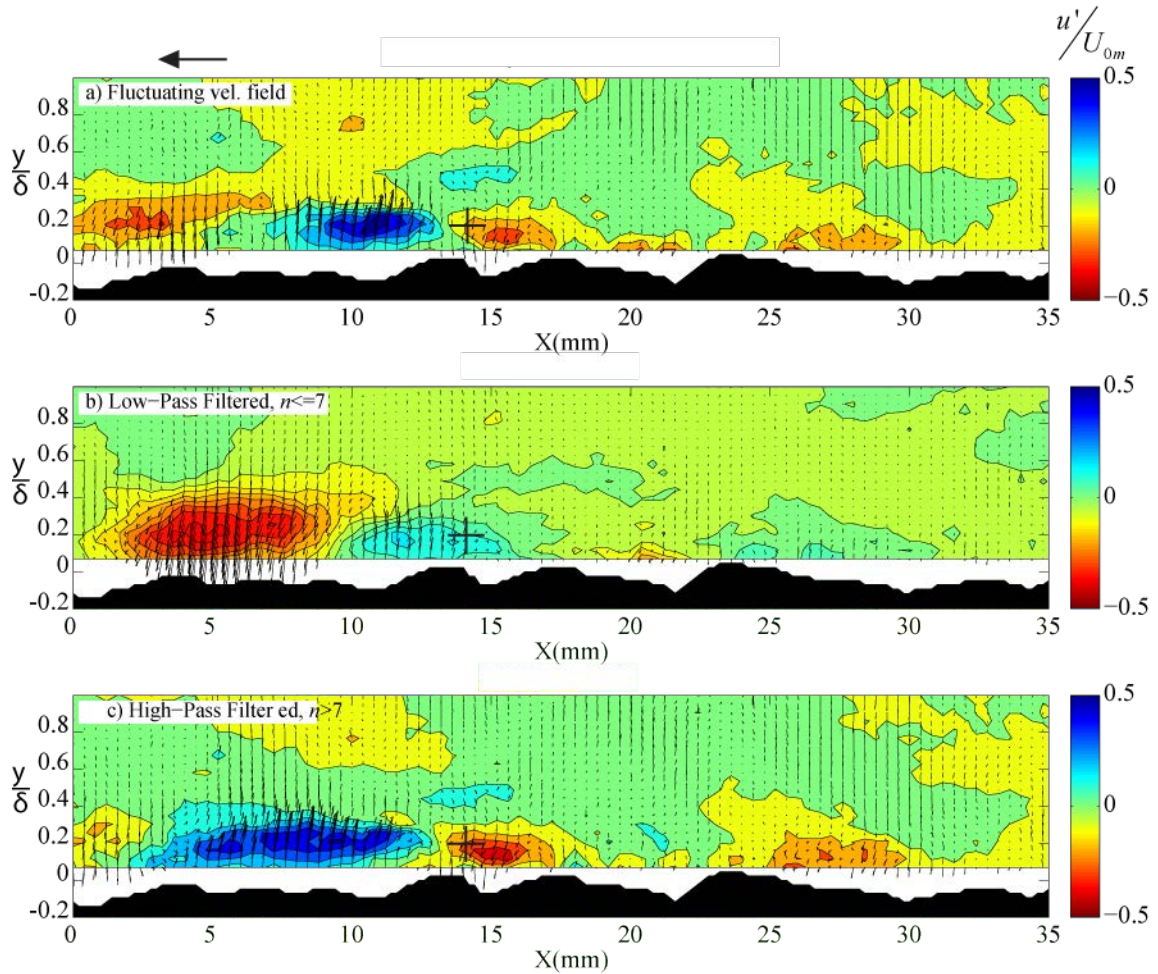 u'/U0m
a) Fluctuating vel. field
0.8
0.6
0.4
0.2
0
-0.2
y/δ
0 5 10 15 20 25 30 35
X(mm)
0.5
0
−0.5
b) Low−Pass Filtered, n<=7
0.8
0.6
0.4
0.2
0
-0.2
y/δ
0 5 10 15 20 25 30 35
X(mm)
0.5
0
−0.5
c) High−Pass Filter ed, n>7
0.8
0.6
0.4
0.2
0
-0.2
y/δ
0 5 10 15 20 25 30 35
X(mm)
0.5
0
−0.5